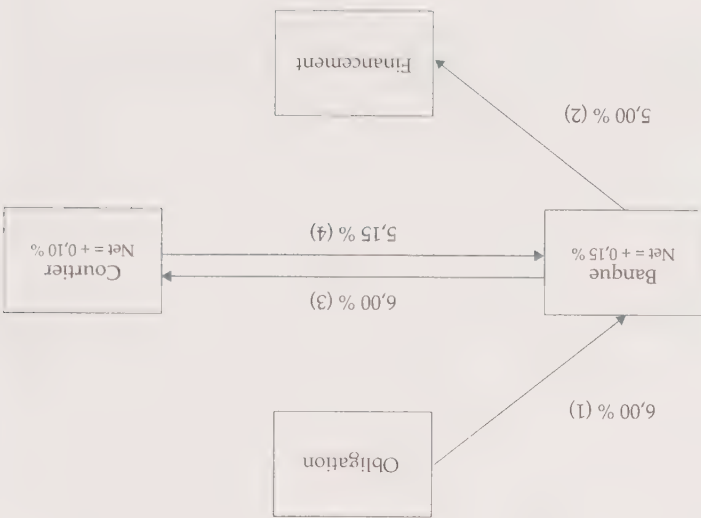 Obligation
6,00 % (1)
6,00 % (3)
Banque
Net = + 0,15 %
Courtier
Net = + 0,10 %
5,15 % (4)
5,00 % (2)
Financement